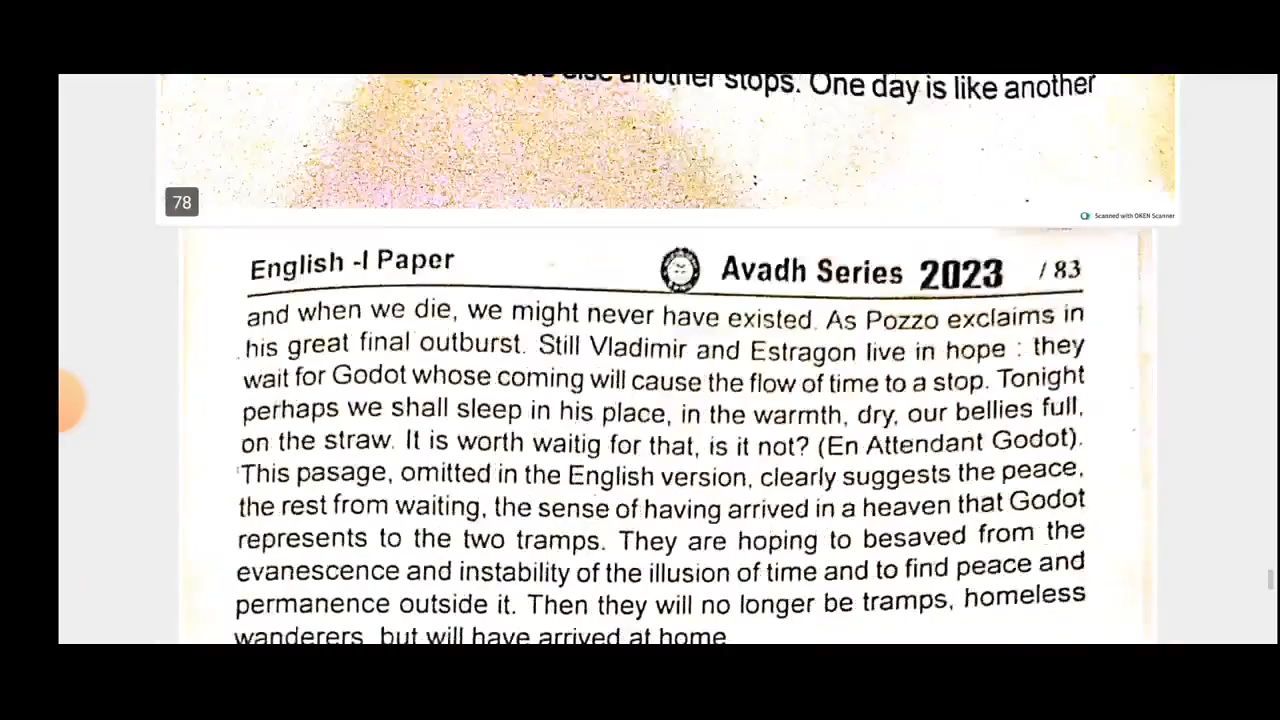 another stops. One day is like another
78
Scanned with OKEN Scanner
English -I Paper Avadh Series 2023 / 83
and when we die, we might never have existed. As Pozzo exclaims in
his great final outburst. Still Vladimir and Estragon live in hope : they
wait for Godot whose coming will cause the flow of time to a stop. Tonight
perhaps we shall sleep in his place, in the warmth, dry, our bellies full,
on the straw. It is worth waitig for that, is it not? (En Attendant Godot).
This pasage, omitted in the English version, clearly suggests the peace,
the rest from waiting, the sense of having arrived in a heaven that Godot
represents to the two tramps. They are hoping to besaved from the
evanescence and instability of the illusion of time and to find peace and
permanence outside it. Then they will no longer be tramps, homeless
wanderers, but will have arrived at home.